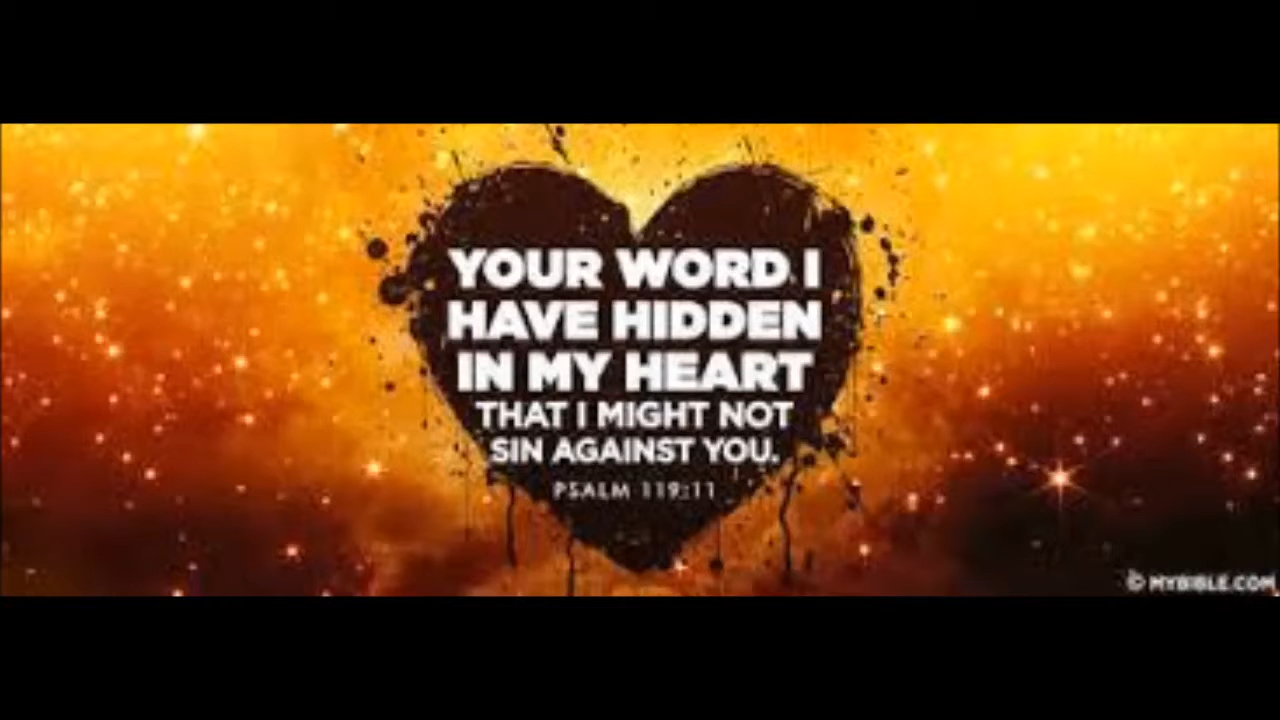 YOUR WORD I
HAVE HIDDEN
IN MY HEART
THAT I MIGHT NOT
SIN AGAINST YOU.
PSALM 119:11
© MYBIBLE.COM